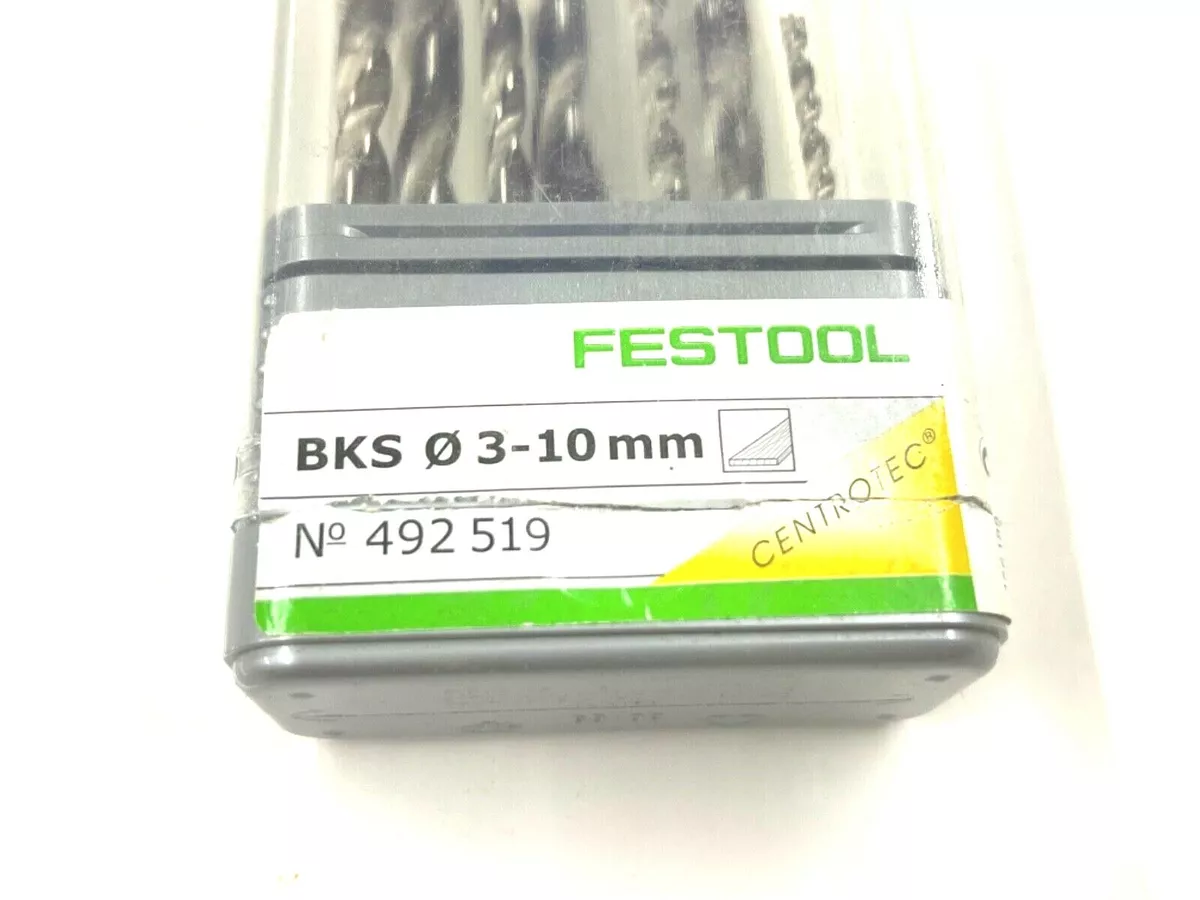 FESTOOL
BKS Ø 3-10 mm
Nº 492 519
CENTROTEC®